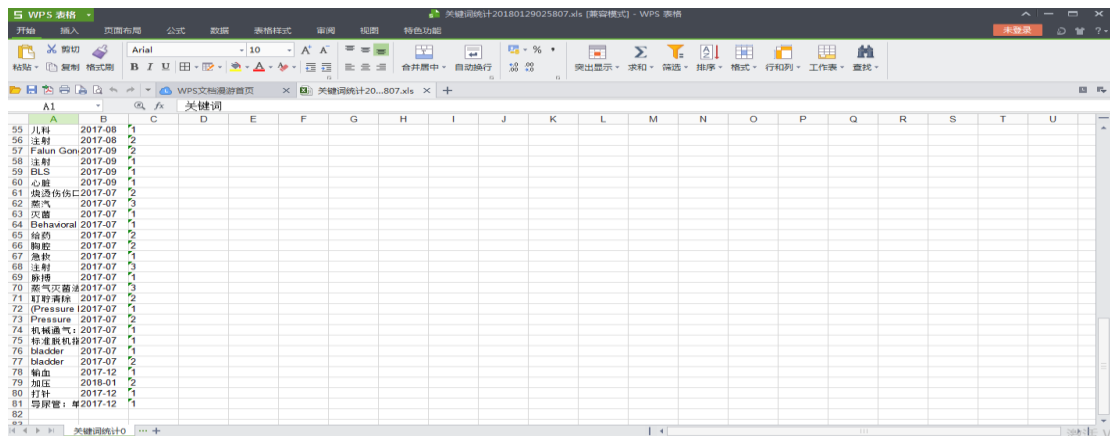 WPS 表格
关键词统计20180129025807.xls [兼容模式] - WPS 表格
开始 插入 页面布局 公式 数据 表格样式 审阅 视图 特色功能 未登录
剪切 Arial 10
粘贴 复制 格式刷 B I U 合并居中 自动换行 突出显示 求和 筛选 排序 格式 行和列 工作表 查找
WPS文档漫游首页 关键词统计20...807.xls
A1 fx 关键词
A B C D E F G H I J K L M N O P Q R S T U
55 儿科 2017-08 1
56 注射 2017-08 2
57 Falun Gon 2017-09 2
58 注射 2017-09 1
59 BLS 2017-09 1
60 心脏 2017-09 1
61 烧烫伤伤口 2017-07 2
62 蒸汽 2017-07 3
63 灭菌 2017-07 1
64 Behavioral 2017-07 1
65 给药 2017-07 2
66 胸腔 2017-07 2
67 急救 2017-07 1
68 注射 2017-07 3
69 脉搏 2017-07 1
70 蒸气灭菌法 2017-07 3
71 耵聍清除 2017-07 2
72 (Pressure 2017-07 1
73 Pressure 2017-07 2
74 机械通气: 2017-07 1
75 标准脱机指 2017-07 1
76 bladder 2017-07 1
77 bladder 2017-07 2
78 输血 2017-12 1
79 加压 2018-01 2
80 打针 2017-12 1
81 导尿管: 单 2017-12 1
82
83
关键词统计0